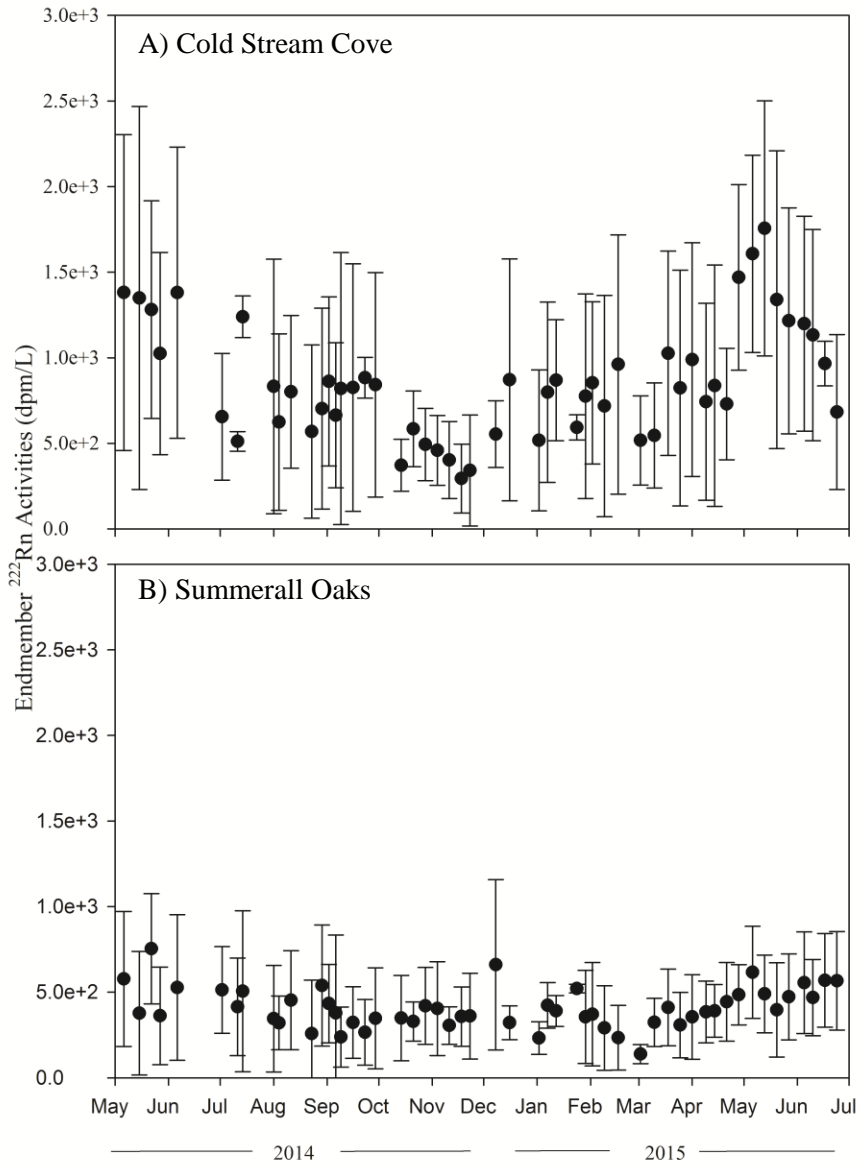 3.0e+3
A) Cold Stream Cove
2.5e+3
2.0e+3
1.5e+3
1.0e+3
5.0e+2
0.0
Endmember ²²²Rn Activities (dpm/L)
3.0e+3
B) Summerall Oaks
2.5e+3
2.0e+3
1.5e+3
1.0e+3
5.0e+2
0.0
May Jun Jul Aug Sep Oct Nov Dec Jan Feb Mar Apr May Jun Jul
2014 2015